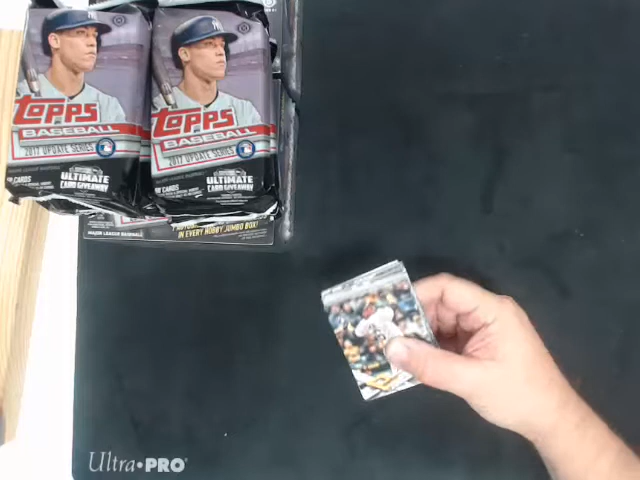 TOPPS
BASEBALL
2017 UPDATE SERIES
ULTIMATE
CARD GIVEAWAY
TOPPS
BASEBALL
2017 UPDATE SERIES
CARDS
ULTIMATE
CARD GIVEAWAY
MAJOR LEAGUE BASEBALL
IN EVERY HOBBY JUMBO BOX!
Ultra•PRO